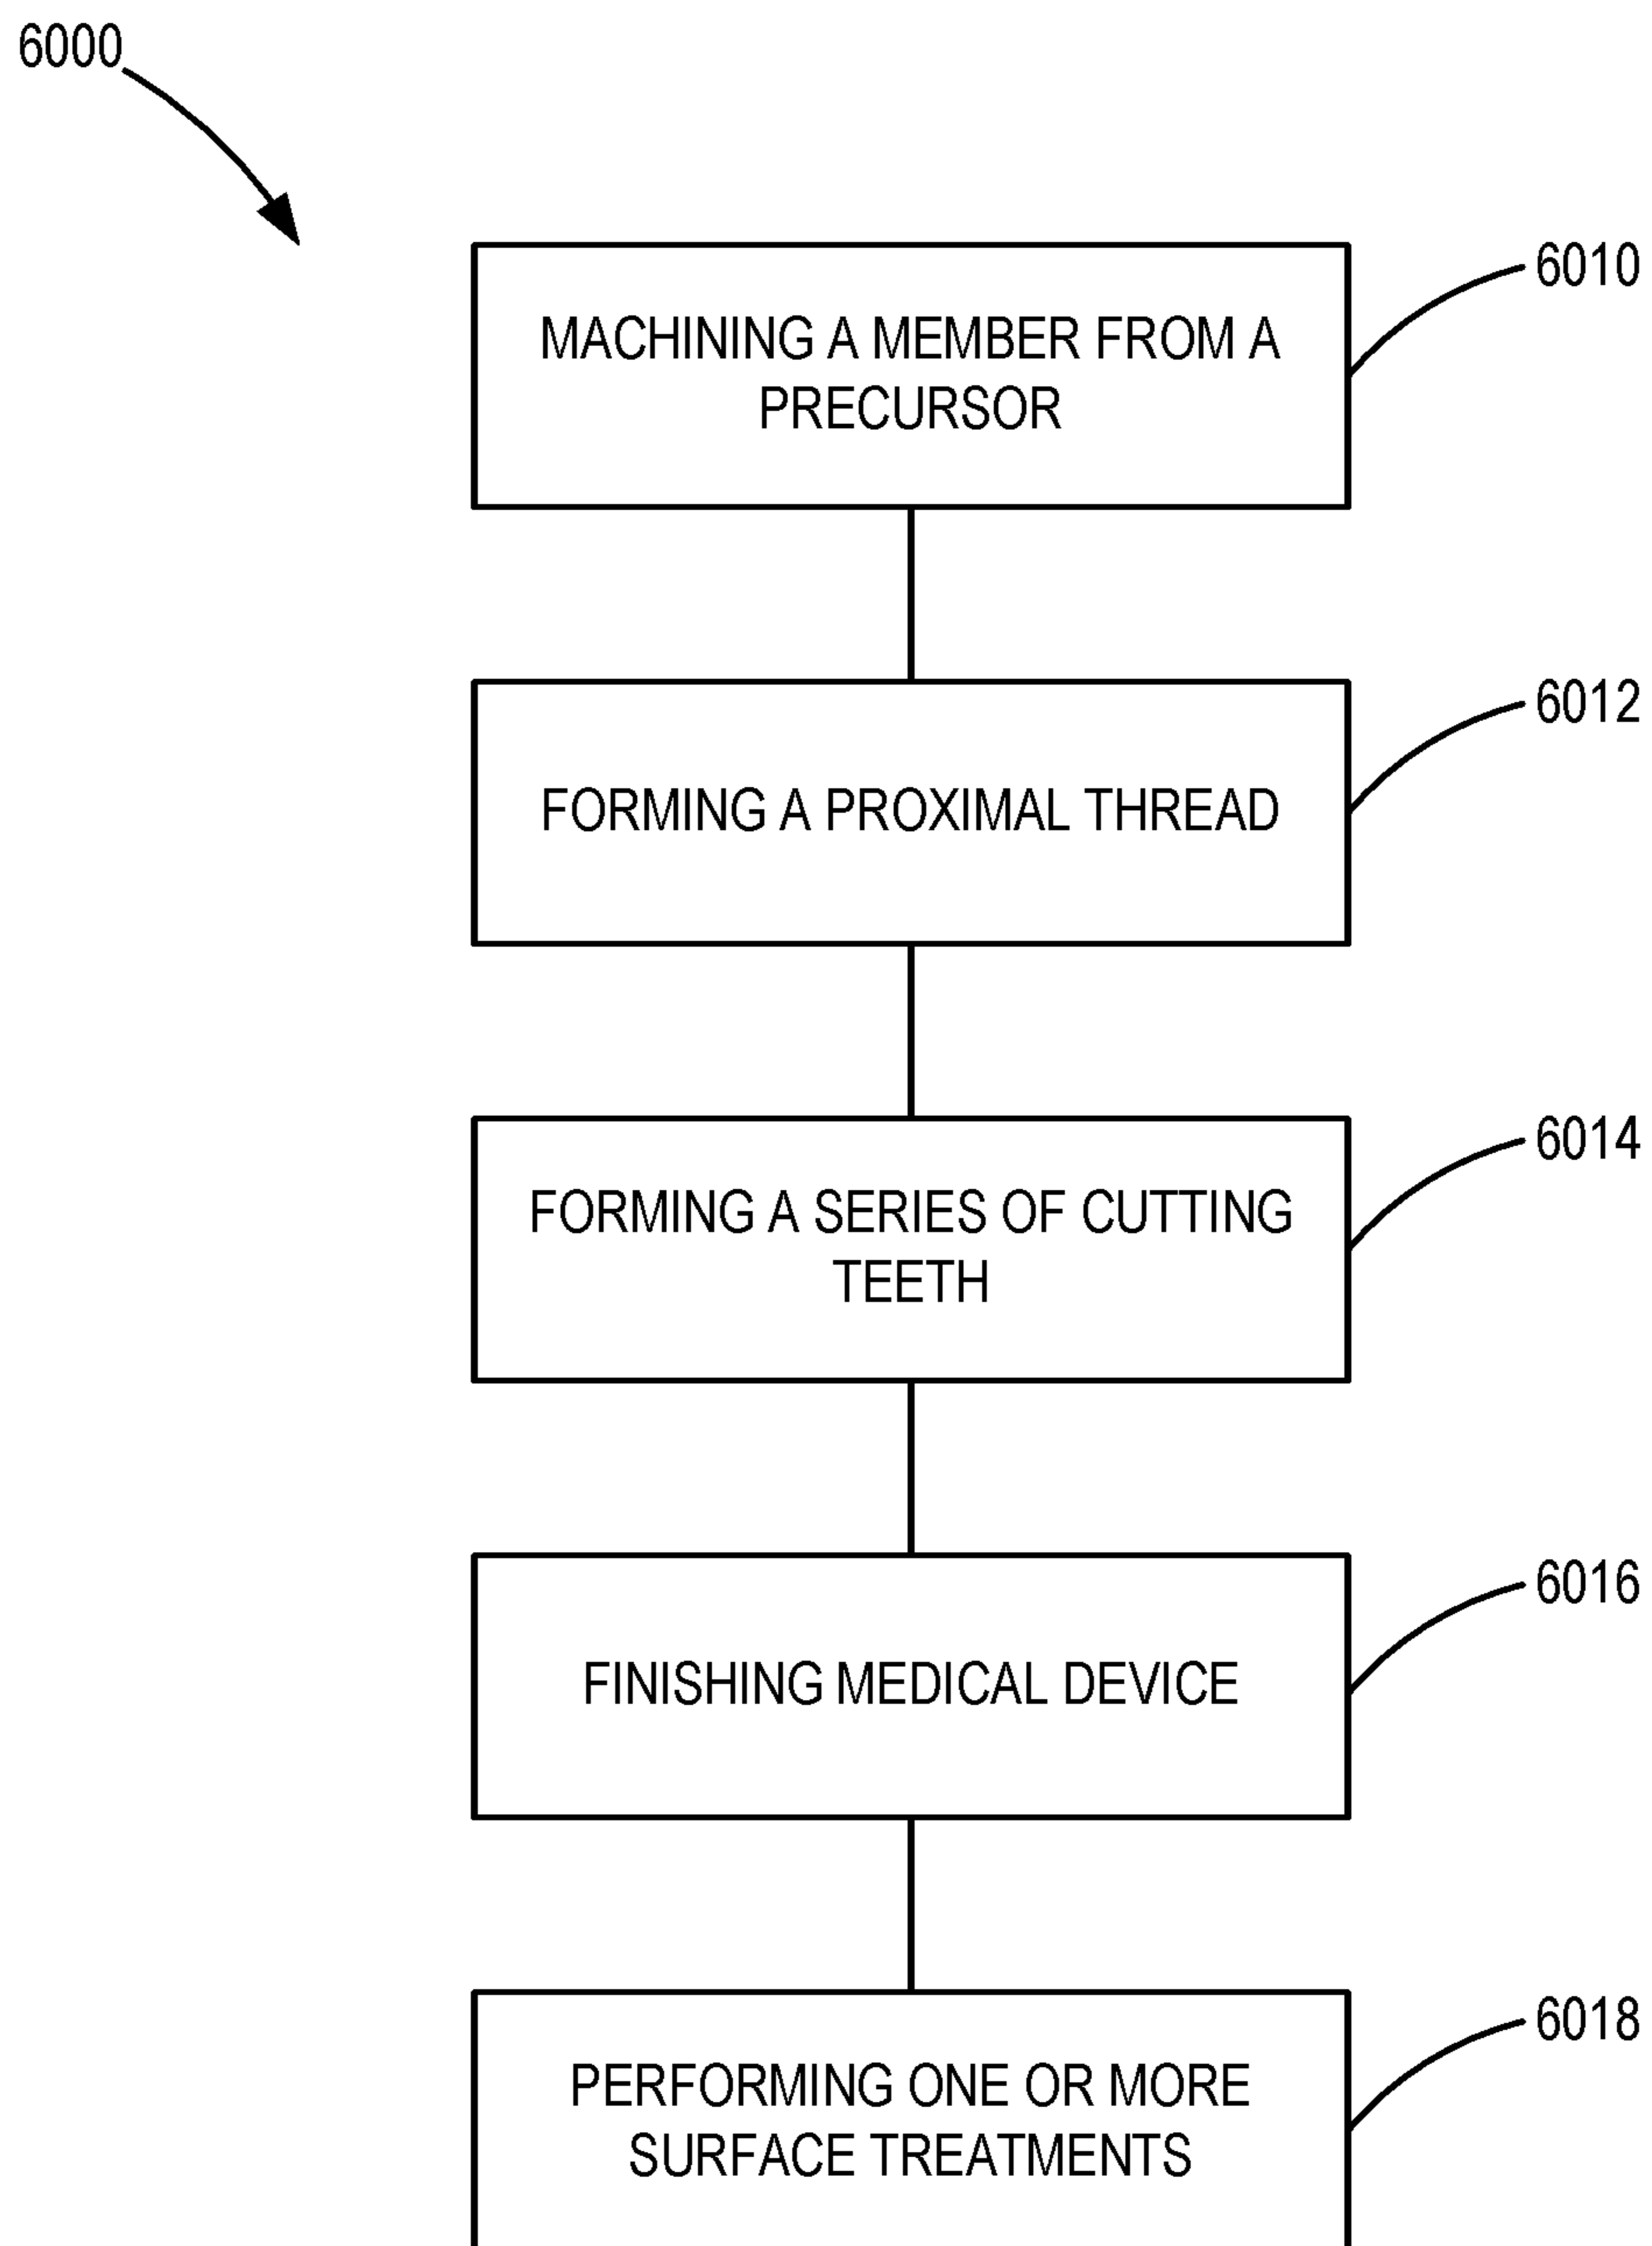 6000
6010
MACHINING A MEMBER FROM A
PRECURSOR
6012
FORMING A PROXIMAL THREAD
6014
FORMING A SERIES OF CUTTING
TEETH
6016
FINISHING MEDICAL DEVICE
6018
PERFORMING ONE OR MORE
SURFACE TREATMENTS